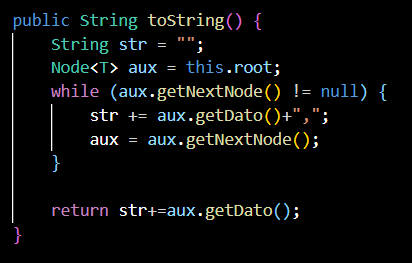 public String toString() {
String str = "";
Node<T> aux = this.root;
while (aux.getNextNode() != null) {
str += aux.getDato()+",";
aux = aux.getNextNode();
}
return str+=aux.getDato();
}